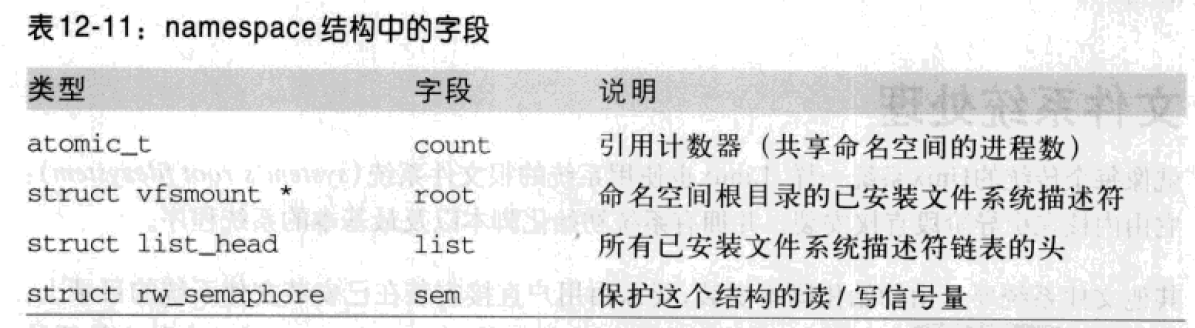 表12-11：namespace结构中的字段
类型 字段 说明
atomic_t count 引用计数器（共享命名空间的进程数）
struct vfsmount * root 命名空间根目录的已安装文件系统描述符
struct list_head list 所有已安装文件系统描述符链表的头
struct rw_semaphore sem 保护这个结构的读/写信号量